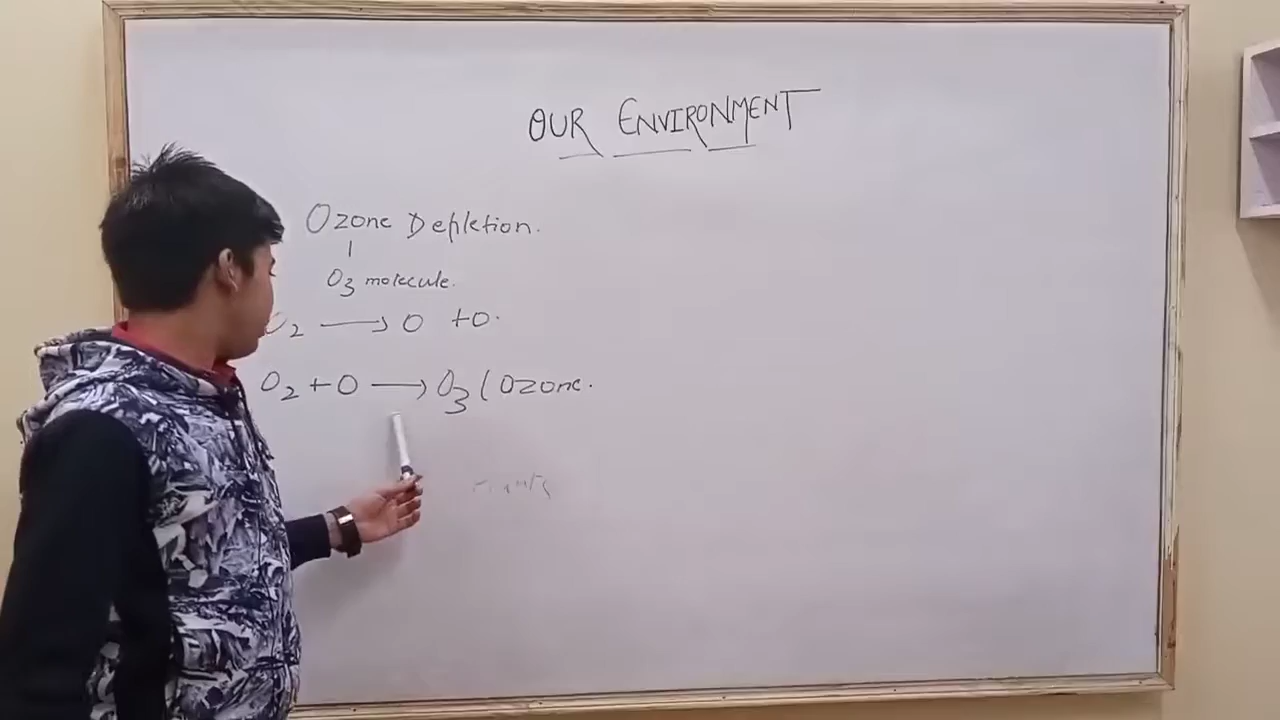 OUR ENVIRONMENT
Ozone Depletion.
O3 molecule.
O2 → O +O.
O2 + O → O3 (Ozone.